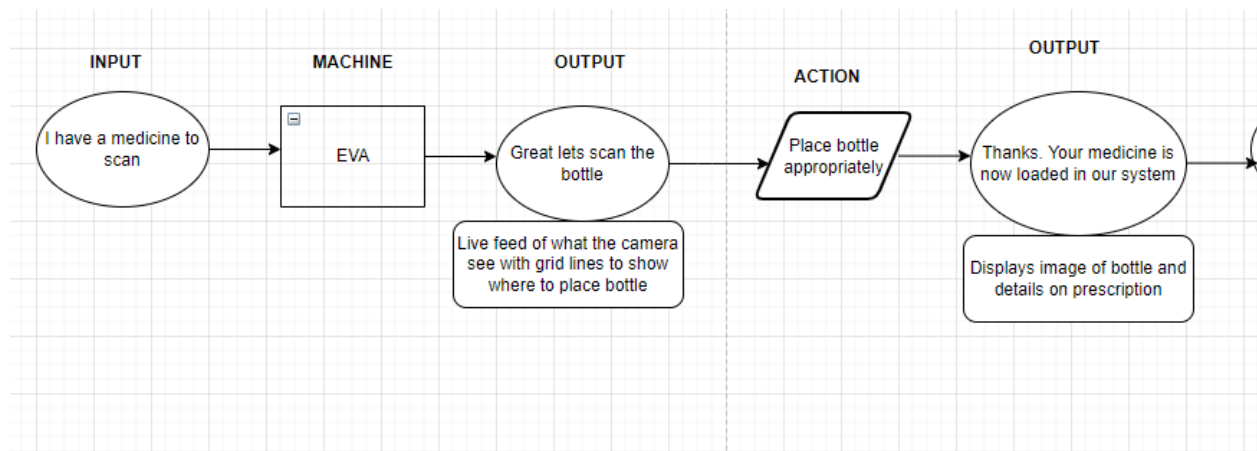 INPUT
I have a medicine to
scan
MACHINE
EVA
OUTPUT
Great lets scan the
bottle
Live feed of what the camera
see with grid lines to show
where to place bottle
ACTION
Place bottle
appropriately
OUTPUT
Thanks. Your medicine is
now loaded in our system
Displays image of bottle and
details on prescription